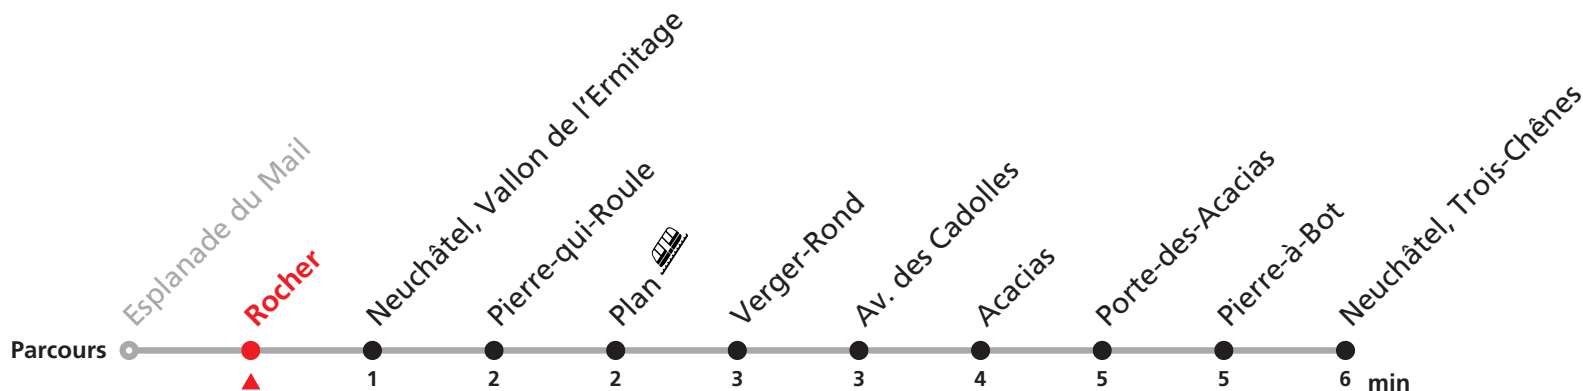 Esplanade du Mail
Rocher
Neuchâtel, Vallon de l'Ermitage
Pierre-qui-Roule
Plan
Verger-Rond
Av. des Cadolles
Acacias
Porte-des-Acacias
Pierre-à-Bot
Neuchâtel, Trois-Chênes
Parcours
1 2 2 3 3 4 5 5 6 min